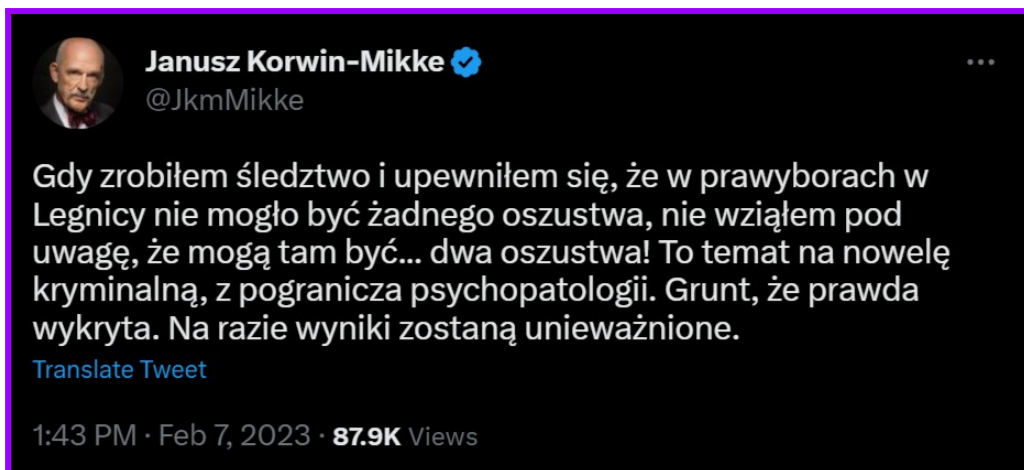 Janusz Korwin-Mikke
@JkmMikke
Gdy zrobiłem śledztwo i upewniłem się, że w prawyborach w
Legnicy nie mogło być żadnego oszustwa, nie wziąłem pod
uwagę, że mogą tam być... dwa oszustwa! To temat na nowelę
kryminalną, z pogranicza psychopatologii. Grunt, że prawda
wykryta. Na razie wyniki zostaną unieważnione.
Translate Tweet
1:43 PM · Feb 7, 2023 · 87.9K Views